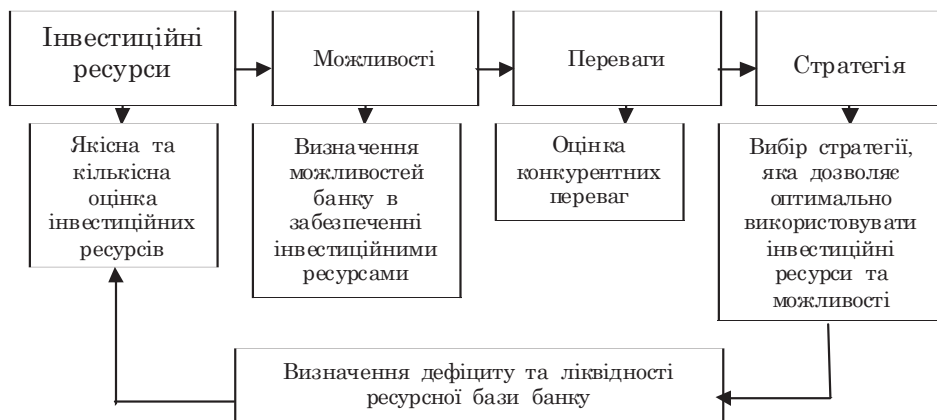 Інвестиційні
ресурси
Можливості
Переваги
Стратегія
Якісна та
кількісна
оцінка
інвестиційних
ресурсів
Визначення
можливостей
банку в
забезпеченні
інвестиційними
ресурсами
Оцінка
конкурентних
переваг
Вибір стратегії,
яка дозволяє
оптимально
використовувати
інвестиційні
ресурси та
можливості
Визначення дефіциту та ліквідності
ресурсної бази банку